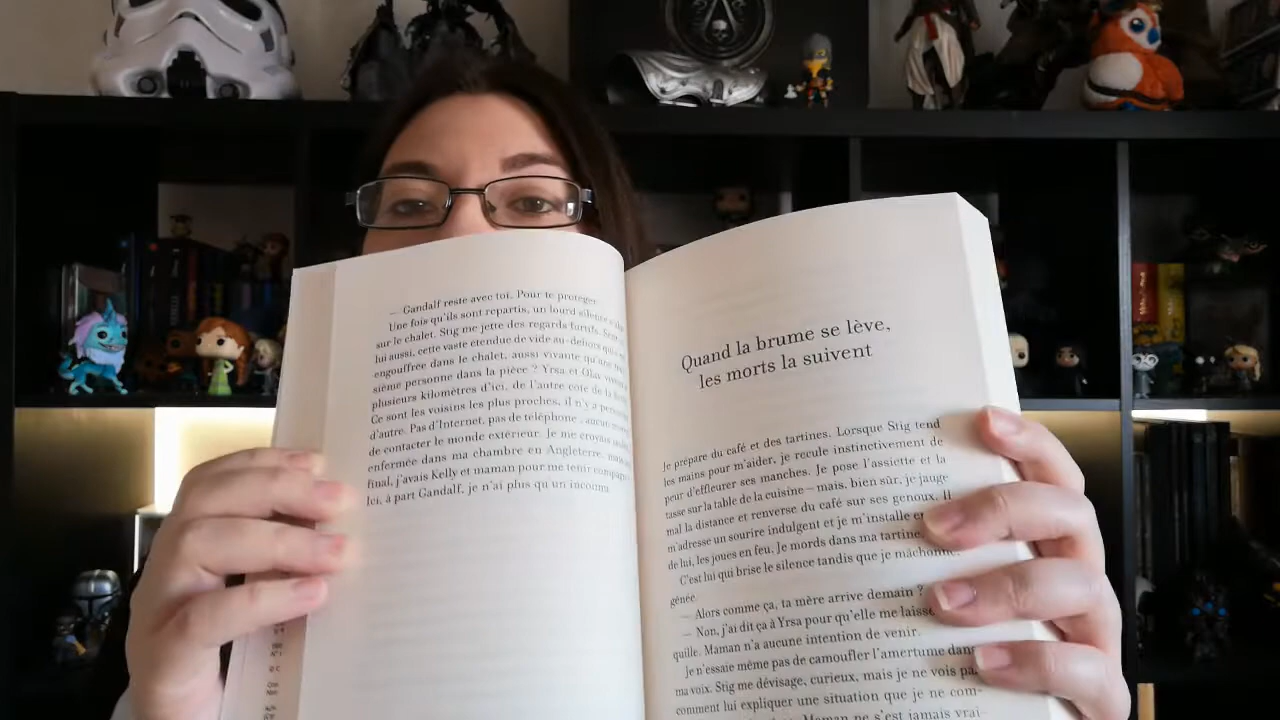 — Gandalf reste avec toi. Pour te protéger.
Une fois qu'ils sont repartis, un lourd silence
sur le chalet. Stig me jette des regards furtifs.
lui aussi, cette vaste étendue de vide au-dehors
engouffrée dans le chalet, aussi vivante qu'une
sième personne dans la pièce ? Yrsa et Olav
plusieurs kilomètres d'ici, de l'autre côté de la
Ce sont les voisins les plus proches, il n'y a
d'autre. Pas d'Internet, pas de téléphone, aucun
de contacter le monde extérieur. Je me croyais
enfermée dans ma chambre en Angleterre, mais
final, j'avais Kelly et maman pour me tenir compagnie
Ici, à part Gandalf, je n'ai plus qu'un inconnu.
Quand la brume se lève,
les morts la suivent
Je prépare du café et des tartines. Lorsque Stig tend
les mains pour m'aider, je recule instinctivement de
peur d'effleurer ses manches. Je pose l'assiette et la
tasse sur la table de la cuisine – mais, bien sûr, je jauge
mal la distance et renverse du café sur ses genoux. Il
m'adresse un sourire indulgent et je m'installe
de lui, les joues en feu. Je mords dans ma tartine.
C'est lui qui brise le silence tandis que je mâchonne,
gênée.
— Alors comme ça, ta mère arrive demain ?
— Non, j'ai dit ça à Yrsa pour qu'elle me laisse
quille. Maman n'a aucune intention de venir.
Je n'essaie même pas de camoufler l'amertume dans
ma voix. Stig me dévisage, curieux, mais je ne vois pas
comment lui expliquer une situation que je ne com-
Maman ne s'est jamais vrai-